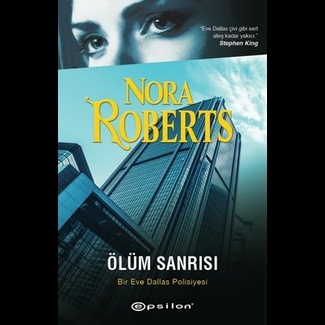 "Eve Dallas çivi gibi sert
ateş kadar yakıcı."
Stephen King
NORA
ROBERTS
ÖLÜM SANRISI
Bir Eve Dallas Polisiyesi
epsilon